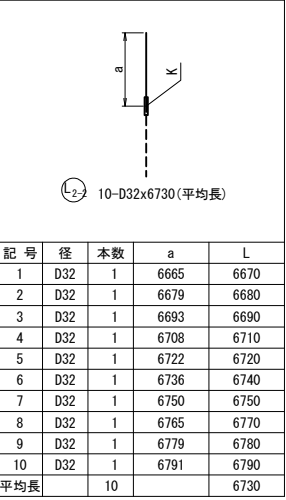 a
K
L2-2 10-D32x6730(平均長)
記 号 径 本数 a L
1 D32 1 6665 6670
2 D32 1 6679 6680
3 D32 1 6693 6690
4 D32 1 6708 6710
5 D32 1 6722 6720
6 D32 1 6736 6740
7 D32 1 6750 6750
8 D32 1 6765 6770
9 D32 1 6779 6780
10 D32 1 6791 6790
平均長 10 6730